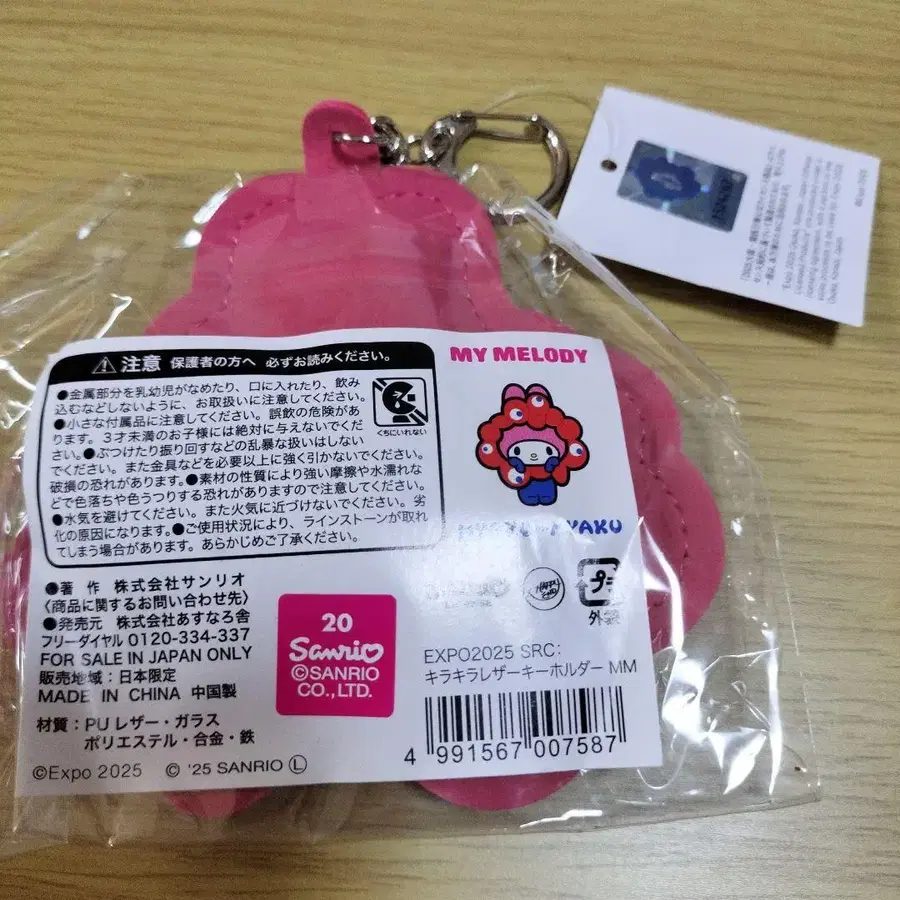 ⚠注意 保護者の方へ 必ずお読みください。
●金属部分を乳幼児がなめたり、口に入れたり、飲み
込むなどしないように、お取扱いに注意してください。
●小さな付属品に注意してください。誤飲の危険があ
ります。3才未満のお子様には絶対に与えないでくだ
さい。●ぶつけたり振り回すなどの乱暴な扱いはしない
でください。また金具などを必要以上に強く引かないでください。
破損の恐れがあります。●素材の性質により強い摩擦や水濡れな
どで色落ちや色うつりする恐れがありますので注意してください。
●水気を避けてください。また火気に近づけないでください。劣
化の原因になります。●ご使用状況により、ラインストーンが取れ
てしまう場合があります。あらかじめご了承ください。
くちにいれない
MY MELODY
●著 作 株式会社サンリオ
〈商品に関するお問い合わせ先〉
●発売元 株式会社あすなろ舎
フリーダイヤル 0120-334-337
FOR SALE IN JAPAN ONLY
販売地域:日本限定
MADE IN CHINA 中国製
材質:PUレザー・ガラス
ポリエステル・合金・鉄
©Expo 2025 © '25 SANRIO Ⓛ
20
Sanrio
©SANRIO
CO.,LTD.
プラ
外装
EXPO2025 SRC:
キラキラレザーキーホルダー MM
4 991567 007587